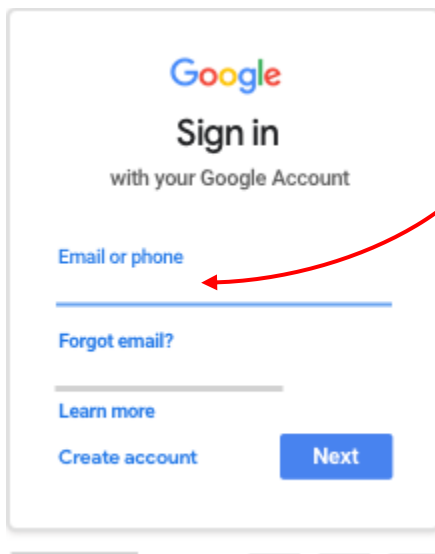 Google
Sign in
with your Google Account
Email or phone
Forgot email?
Learn more
Create account
Next